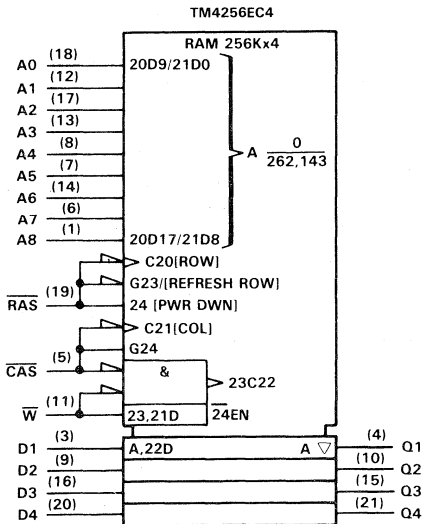 TM4256EC4
RAM 256Kx4
A0 (18) 20D9/21D0
A1 (12)
A2 (17)
A3 (13)
A4 (8) A 0
262,143
A5 (7)
A6 (14)
A7 (6)
A8 (1) 20D17/21D8
C20[ROW]
G23/[REFRESH ROW]
RAS (19) 24 [PWR DWN]
C21[COL]
G24
CAS (5) & 23C22
W (11) 23,21D 24EN
D1 (3) A,22D A ▽ (4) Q1
D2 (9) (10) Q2
D3 (16) (15) Q3
D4 (20) (21) Q4